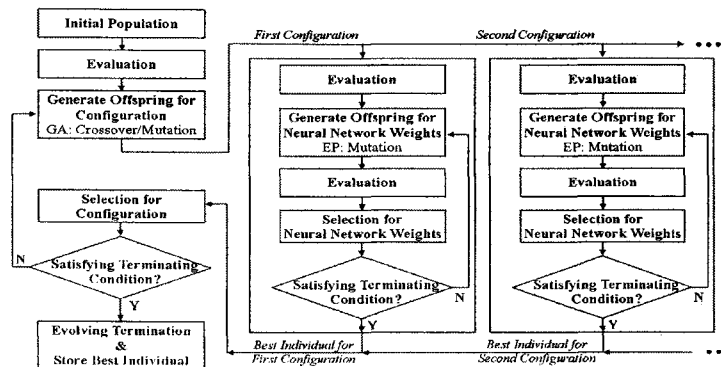 Initial Population
Evaluation
Generate Offspring for
Configuration
GA: Crossover/Mutation
Selection for
Configuration
Satisfying Terminating
Condition?
N
Y
Evolving Termination
&
Store Best Individual
First Configuration
Evaluation
Generate Offspring for
Neural Network Weights
EP: Mutation
Evaluation
Selection for
Neural Network Weights
Satisfying Terminating
Condition?
N
Y
Best Individual for
First Configuration
Second Configuration
Evaluation
Generate Offspring for
Neural Network Weights
EP: Mutation
Evaluation
Selection for
Neural Network Weights
Satisfying Terminating
Condition?
N
Y
Best Individual for
Second Configuration